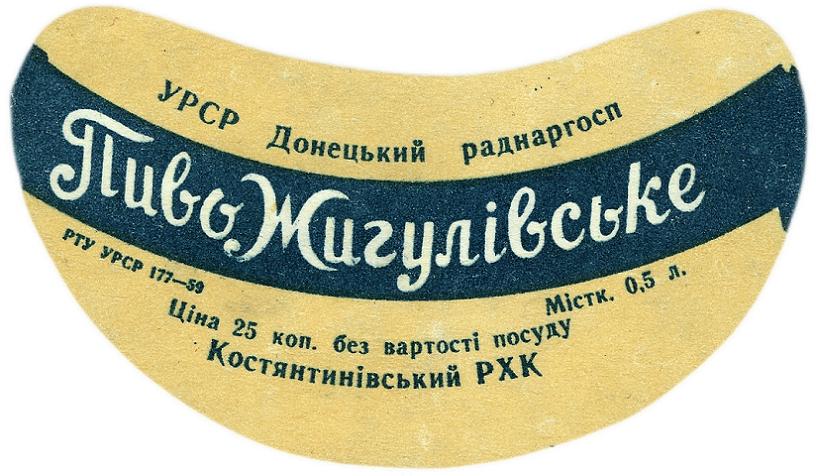 УРСР Донецький раднаргосп
Пиво Жигулівське
РТУ УРСР 177—59
Містк. 0,5 л.
Ціна 25 коп. без вартості посуду
Костянтинівський РХК